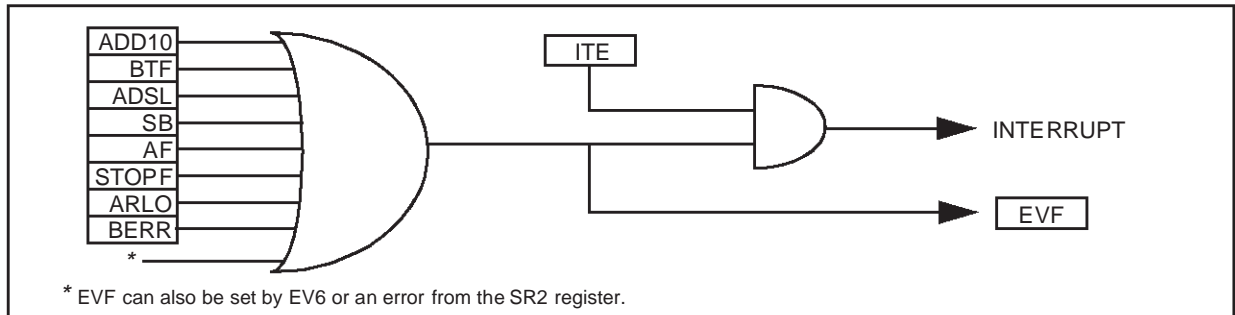 ADD10
BTF
ADSL
SB
AF
STOPF
ARLO
BERR
*
ITE
INTERRUPT
EVF
* EVF can also be set by EV6 or an error from the SR2 register.